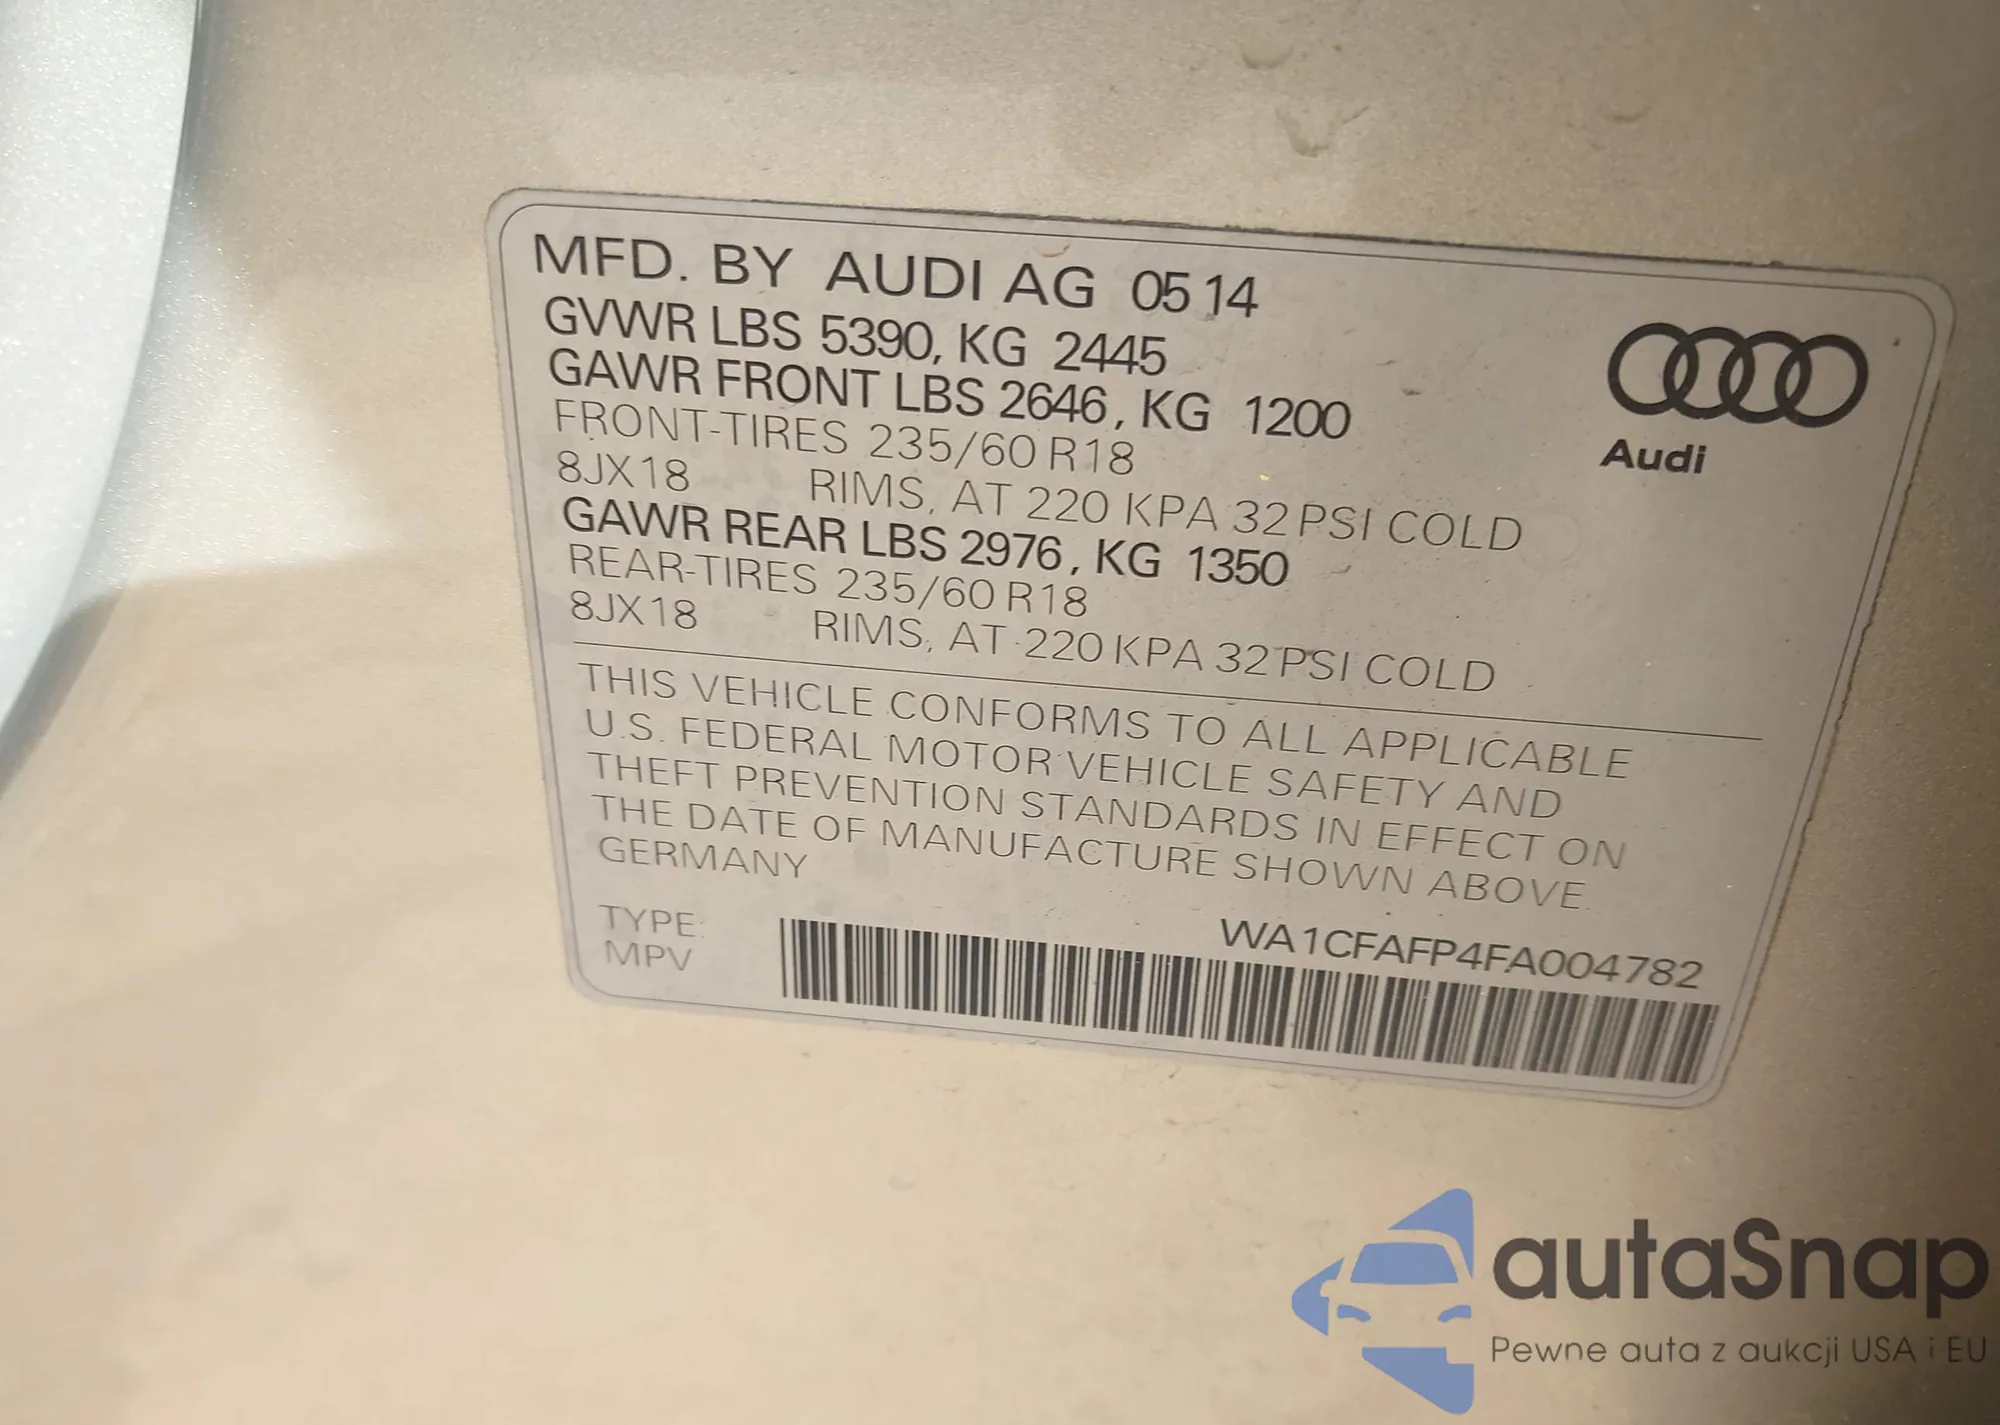 MFD. BY AUDI AG 05 14
GVWR LBS 5390, KG 2445
GAWR FRONT LBS 2646, KG 1200
FRONT-TIRES 235/60 R18
8JX18 RIMS, AT 220 KPA 32 PSI COLD
GAWR REAR LBS 2976, KG 1350
REAR-TIRES 235/60 R18
8JX18 RIMS, AT 220 KPA 32 PSI COLD
Audi
THIS VEHICLE CONFORMS TO ALL APPLICABLE
U.S. FEDERAL MOTOR VEHICLE SAFETY AND
THEFT PREVENTION STANDARDS IN EFFECT ON
THE DATE OF MANUFACTURE SHOWN ABOVE.
GERMANY
TYPE: WA1CFAFP4FA004782
MPV
autaSnap
Pewne auta z aukcji USA i EU